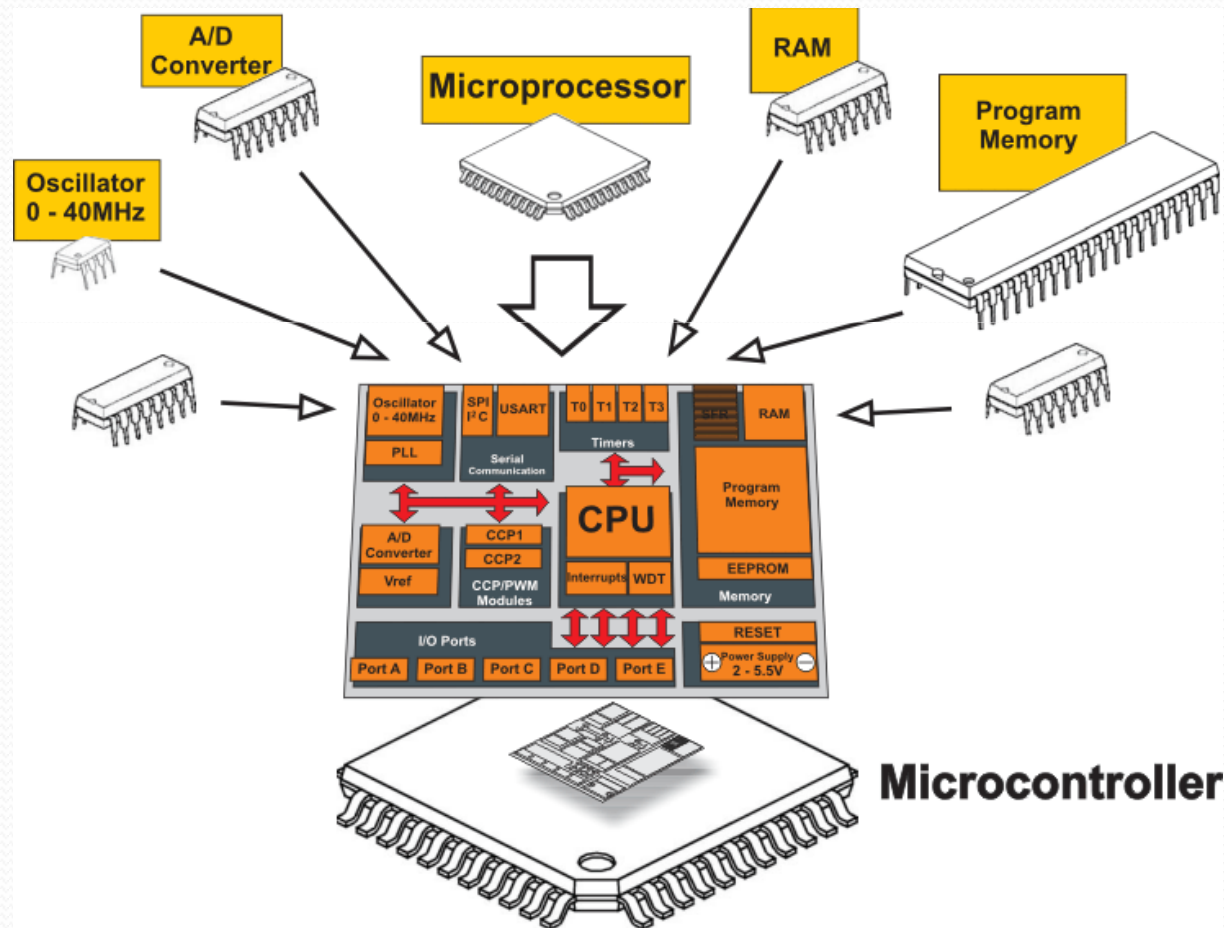 A/D
Converter
Microprocessor
RAM
Program
Memory
Oscillator
0 - 40MHz
Oscillator
0 - 40MHz
PLL
SPI
I²C
USART
Serial
Communication
T0 T1 T2 T3
Timers
SFR
RAM
Program
Memory
EEPROM
Memory
A/D
Converter
Vref
CCP1
CCP2
CCP/PWM
Modules
CPU
Interrupts
WDT
I/O Ports
Port A Port B Port C Port D Port E
RESET
+ Power Supply −
2 - 5.5V
Microcontroller